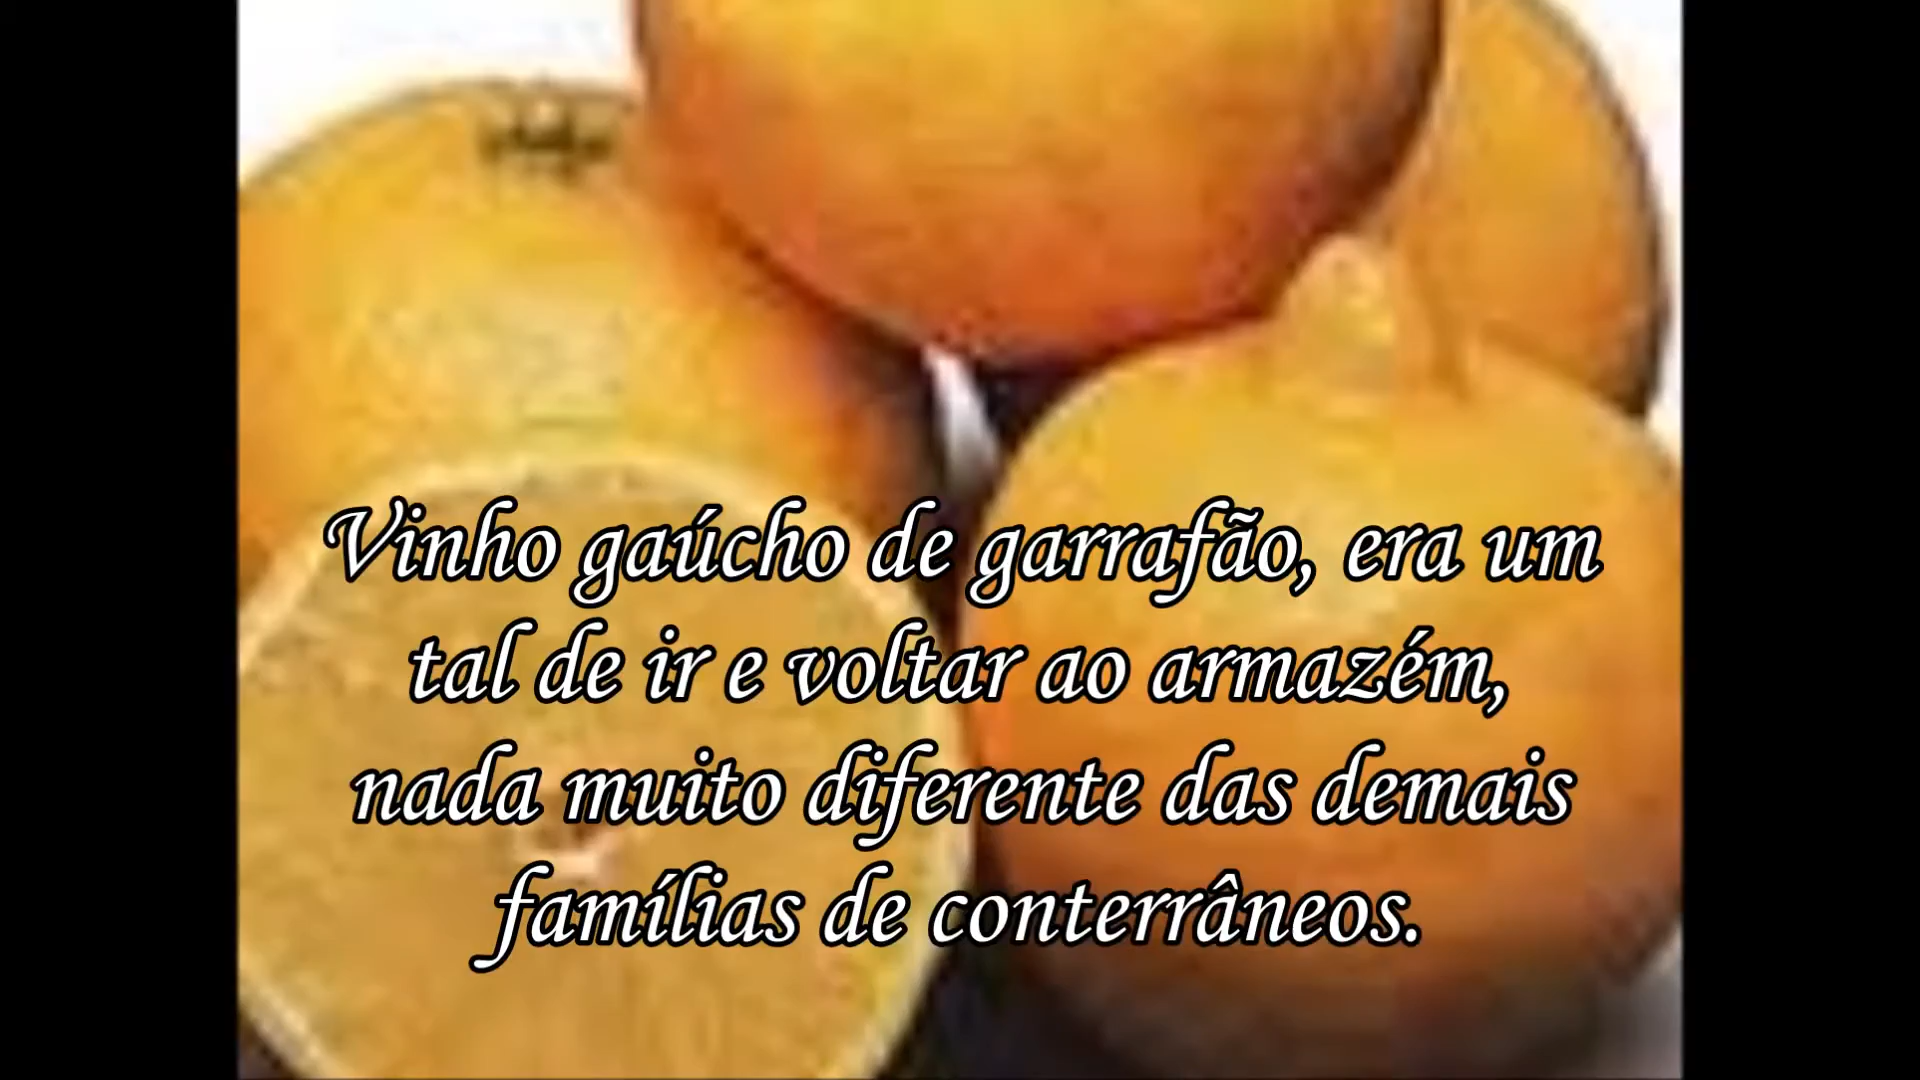 Vinho gaúcho de garrafão, era um
tal de ir e voltar ao armazém,
nada muito diferente das demais
famílias de conterrâneos.